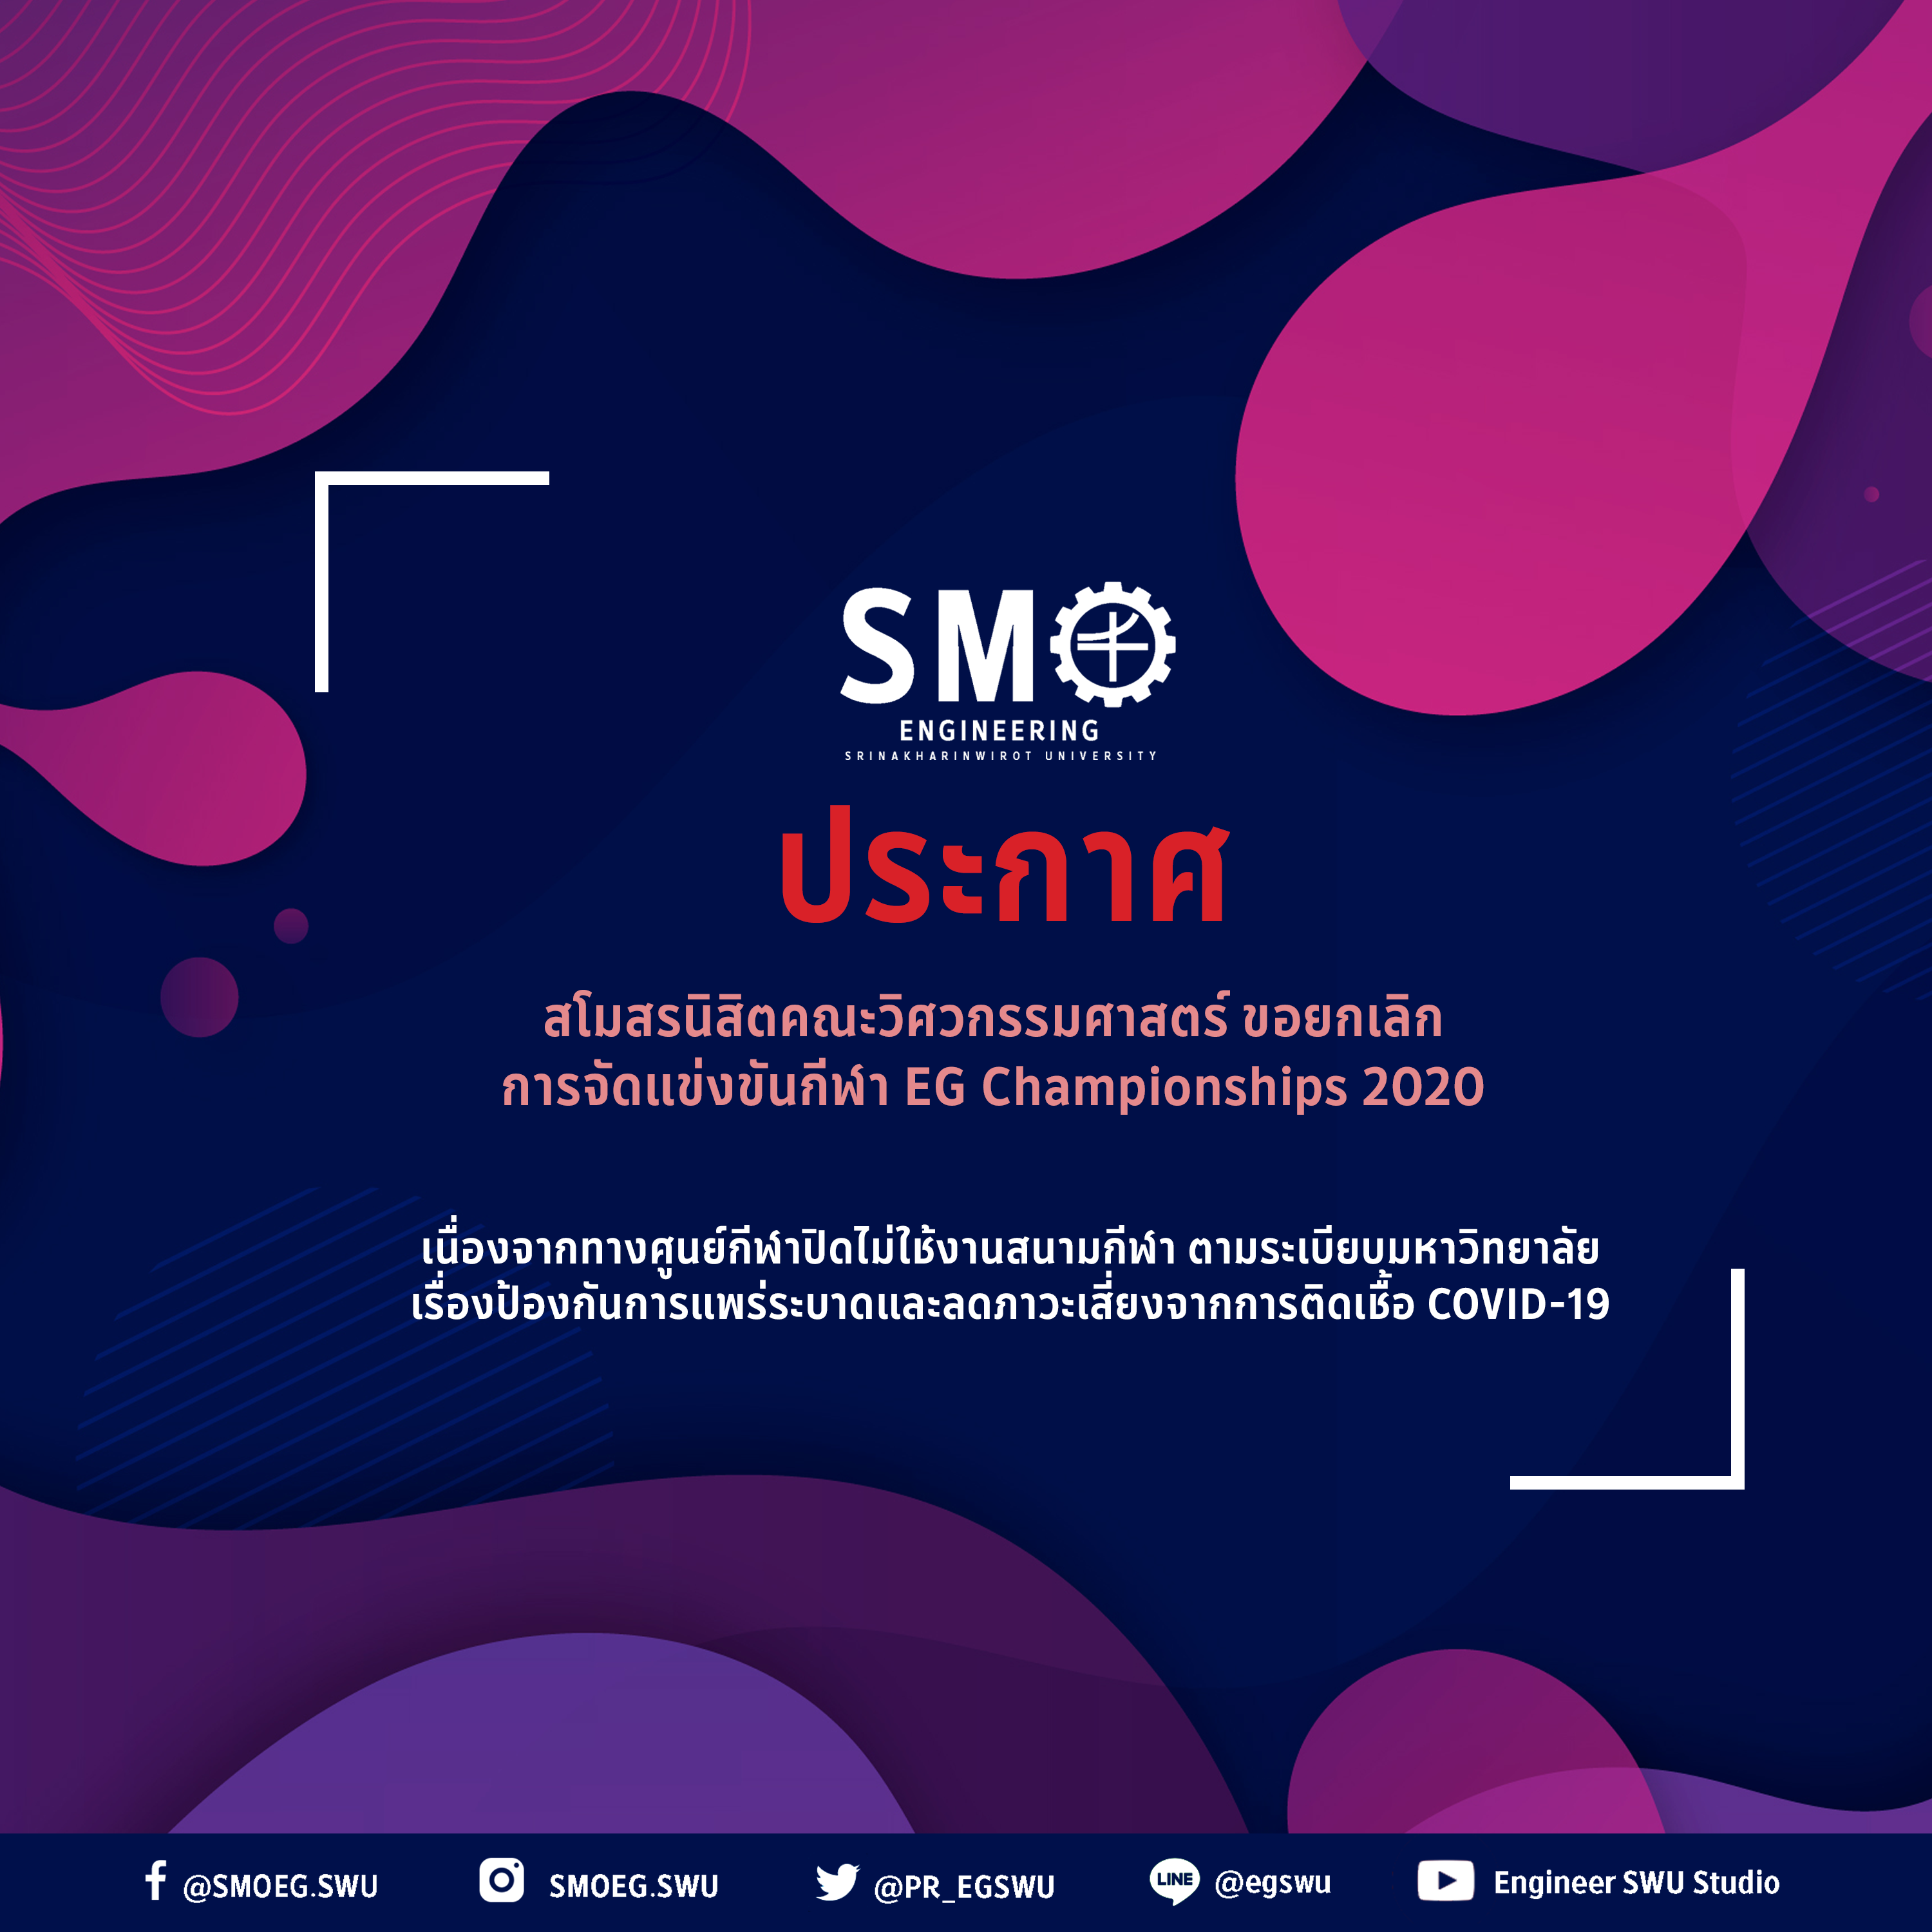 SMO
ENGINEERING
SRINAKHARINWIROT UNIVERSITY
ประกาศ
สโมสรนิสิตคณะวิศวกรรมศาสตร์ ขอยกเลิก
การจัดแข่งขันกีฬา EG Championships 2020
เนื่องจากทางศูนย์กีฬาปิดไม่ใช้งานสนามกีฬา ตามระเบียบมหาวิทยาลัย
เรื่องป้องกันการแพร่ระบาดและลดภาวะเสี่ยงจากการติดเชื้อ COVID-19
@SMOEG.SWU SMOEG.SWU @PR_EGSWU LINE @egswu Engineer SWU Studio